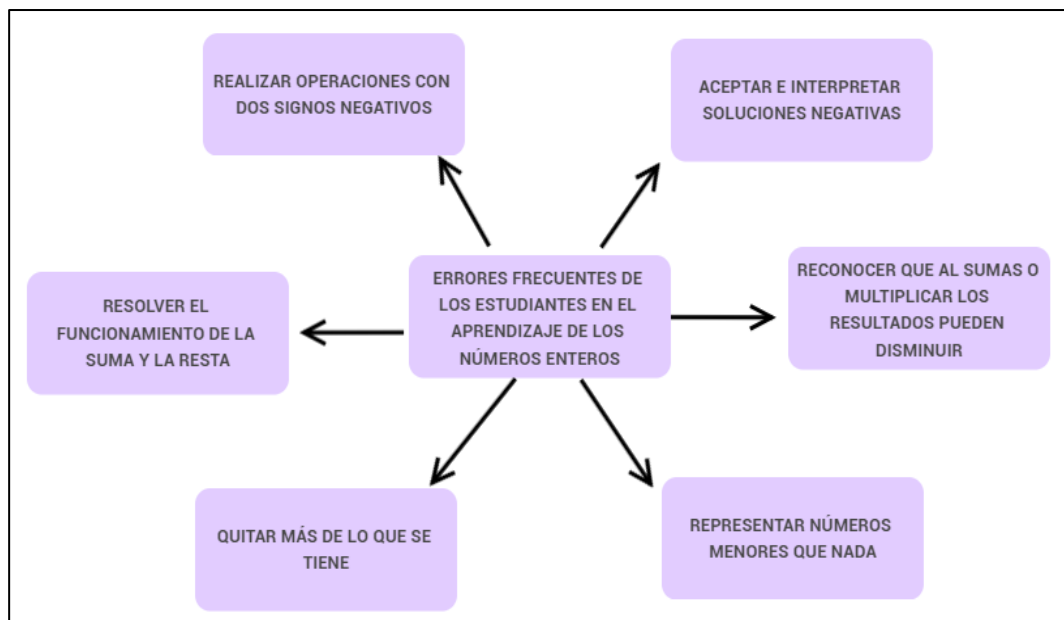 REALIZAR OPERACIONES CON
DOS SIGNOS NEGATIVOS
ACEPTAR E INTERPRETAR
SOLUCIONES NEGATIVAS
ERRORES FRECUENTES DE
LOS ESTUDIANTES EN EL
APRENDIZAJE DE LOS
NÚMEROS ENTEROS
RECONOCER QUE AL SUMAS O
MULTIPLICAR LOS
RESULTADOS PUEDEN
DISMINUIR
RESOLVER EL
FUNCIONAMIENTO DE LA
SUMA Y LA RESTA
QUITAR MÁS DE LO QUE SE
TIENE
REPRESENTAR NÚMEROS
MENORES QUE NADA